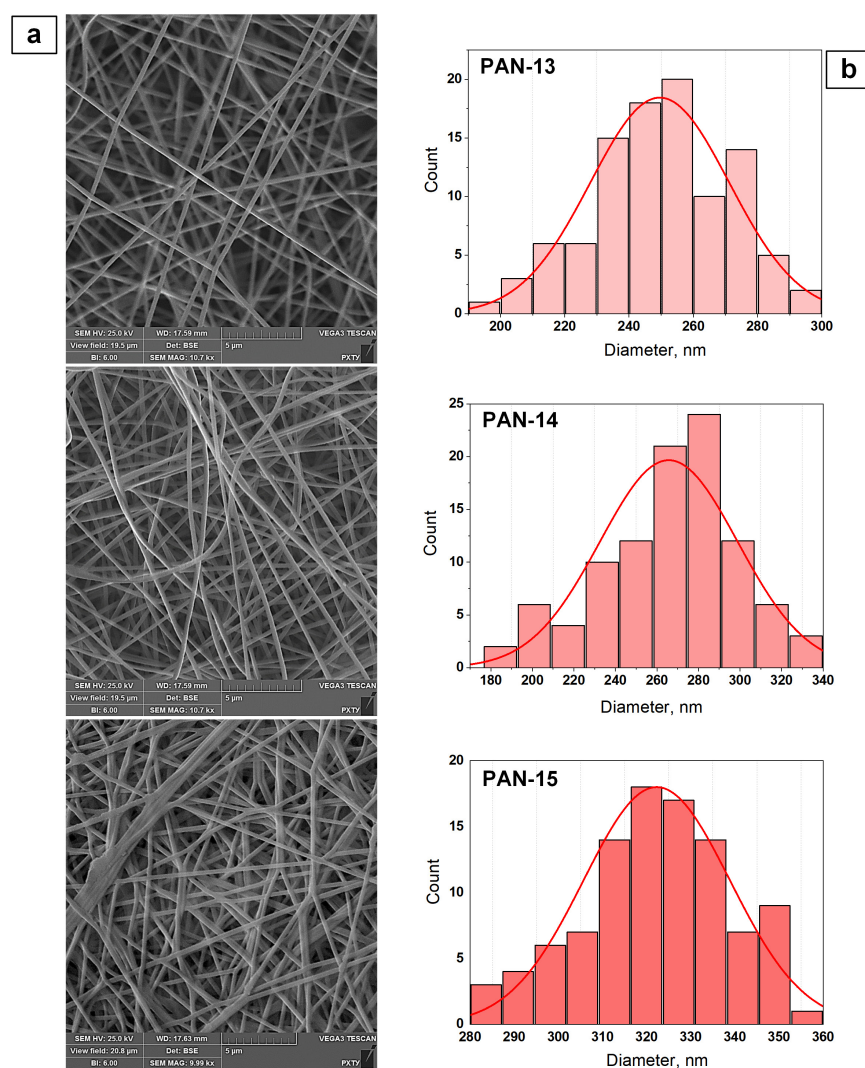 a
SEM HV: 25.0 kV WD: 17.59 mm VEGA3 TESCAN
View field: 19.5 µm Det: BSE 5 µm
BI: 6.00 SEM MAG: 10.7 kx РХТУ
SEM HV: 25.0 kV WD: 17.59 mm VEGA3 TESCAN
View field: 19.5 µm Det: BSE 5 µm
BI: 6.00 SEM MAG: 10.7 kx РХТУ
SEM HV: 25.0 kV WD: 17.63 mm VEGA3 TESCAN
View field: 20.8 µm Det: BSE 5 µm
BI: 6.00 SEM MAG: 9.99 kx РХТУ
b
PAN-13
Count
20
15
10
5
0
200 220 240 260 280 300
Diameter, nm
PAN-14
Count
25
20
15
10
5
0
180 200 220 240 260 280 300 320 340
Diameter, nm
PAN-15
Count
20
15
10
5
0
280 290 300 310 320 330 340 350 360
Diameter, nm